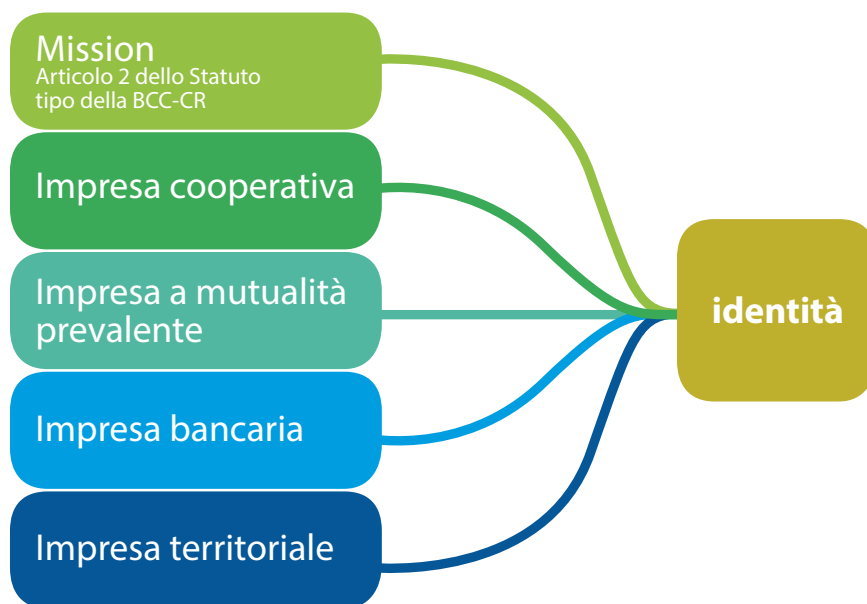 Mission
Articolo 2 dello Statuto
tipo della BCC-CR
Impresa cooperativa
Impresa a mutualità
prevalente
Impresa bancaria
Impresa territoriale
identità